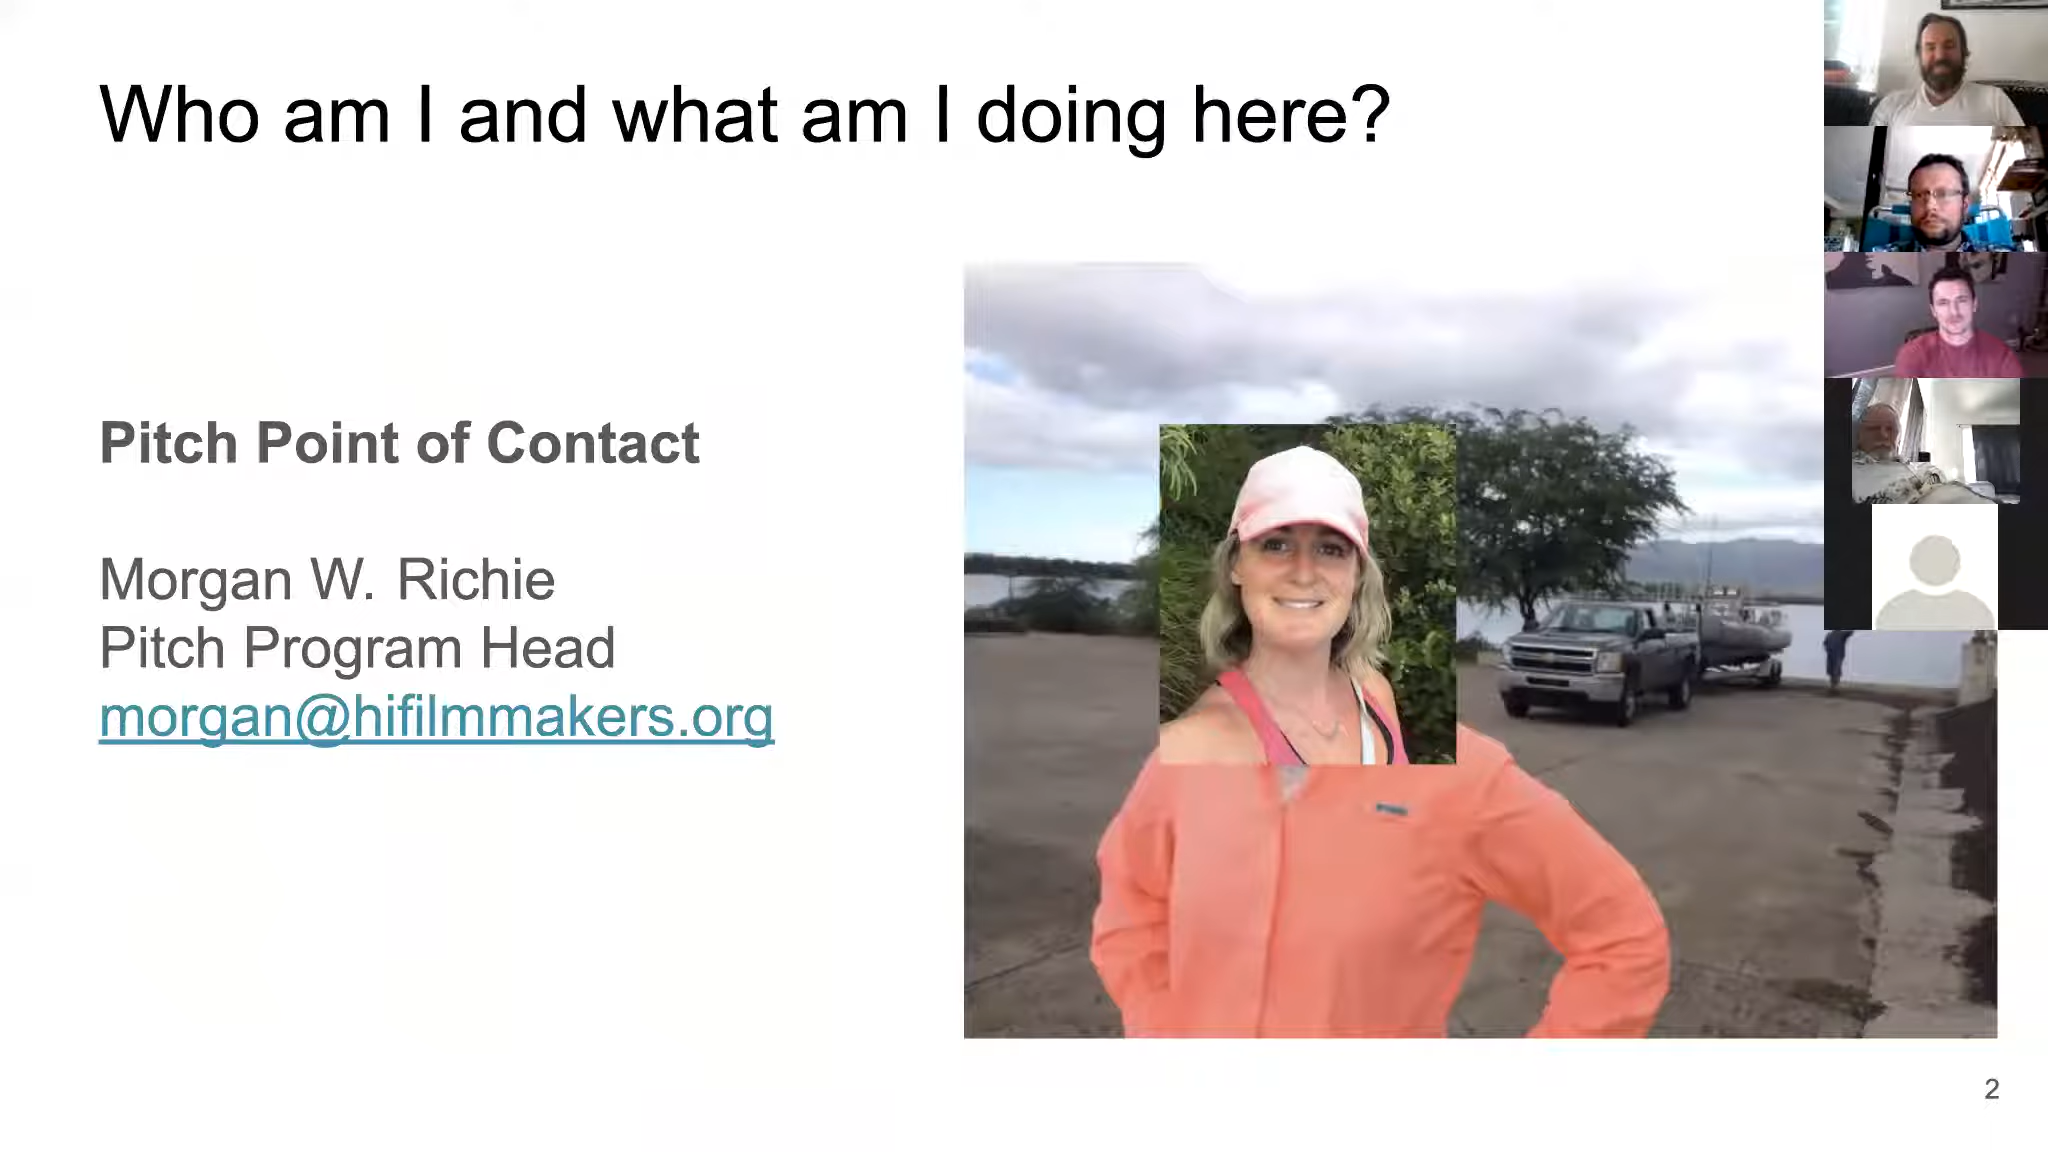 Who am I and what am I doing here?
Pitch Point of Contact
Morgan W. Richie
Pitch Program Head
morgan@hifilmmakers.org
2